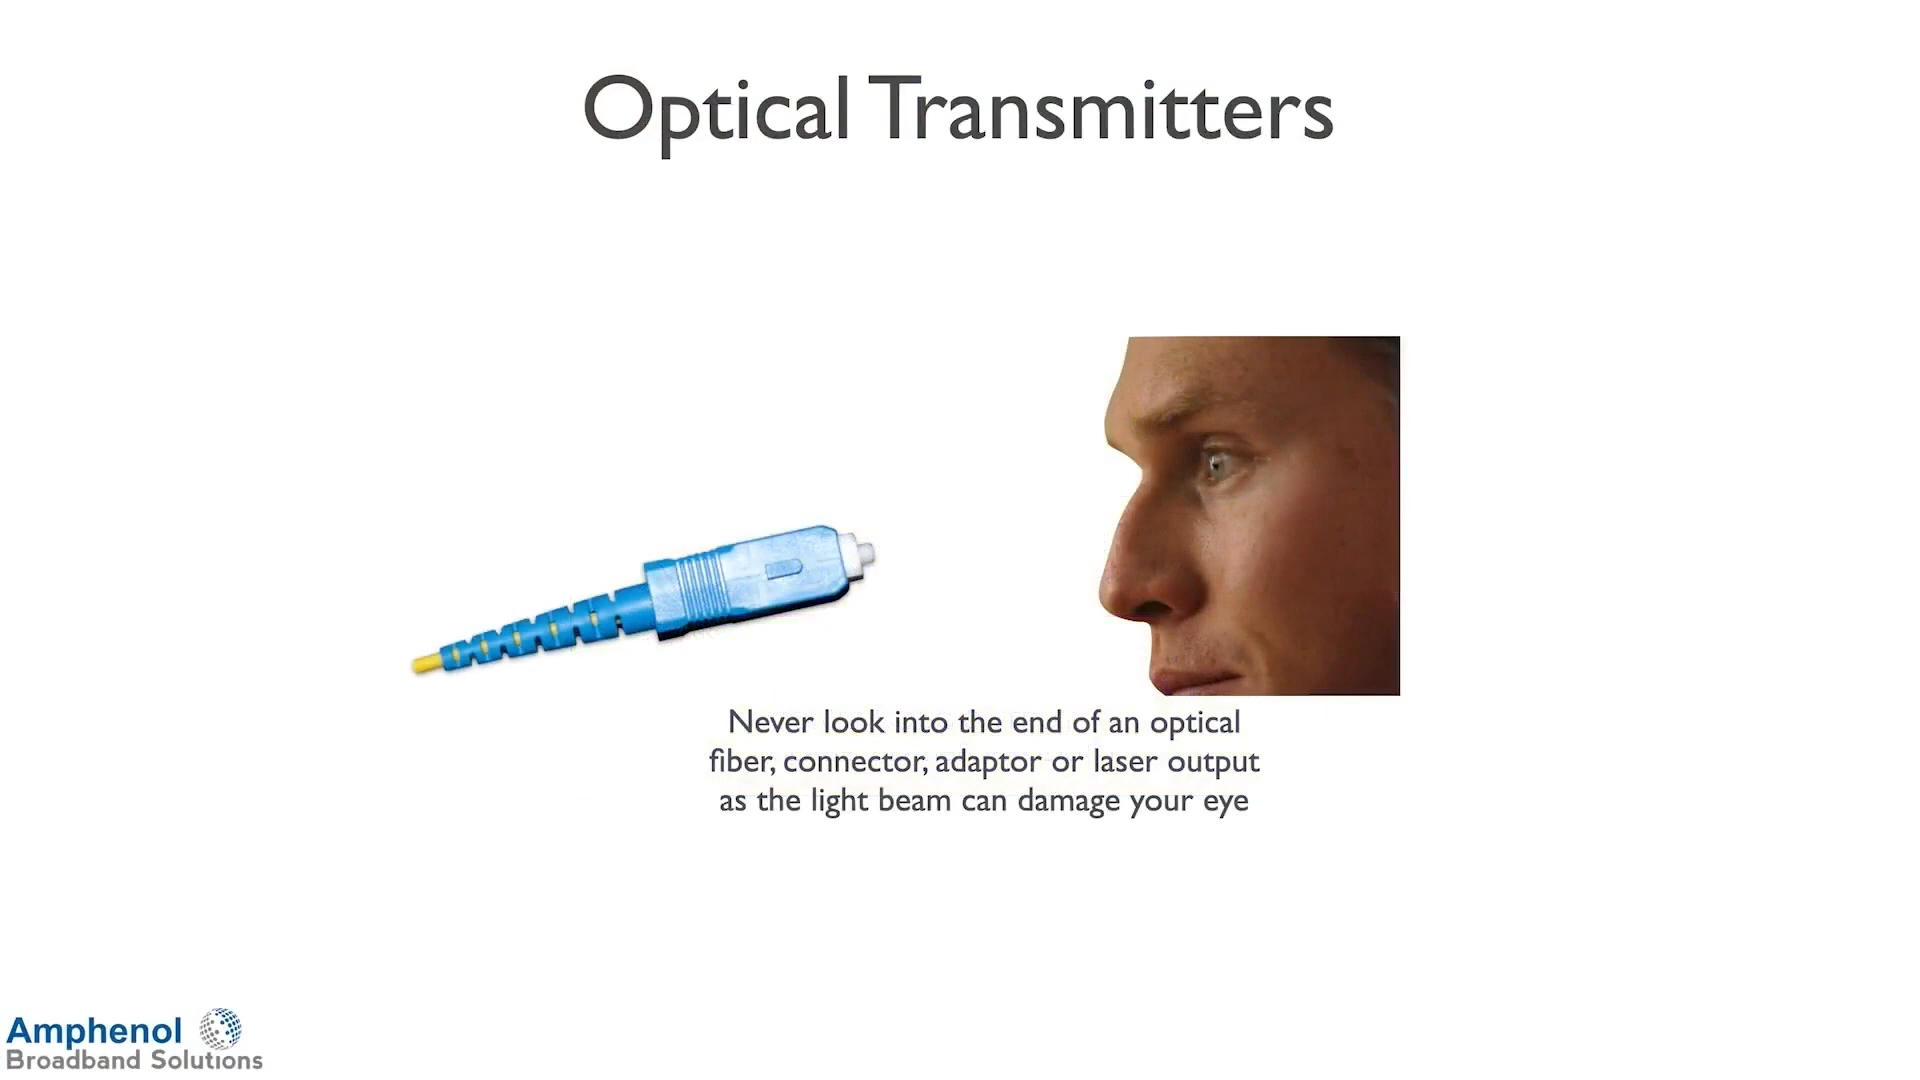 Optical Transmitters
Never look into the end of an optical
fiber, connector, adaptor or laser output
as the light beam can damage your eye
Amphenol
Broadband Solutions